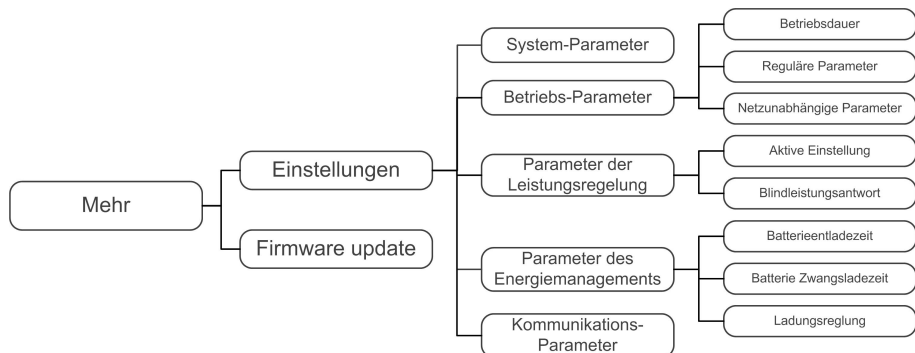 Mehr
Einstellungen
Firmware update
System-Parameter
Betriebs-Parameter
Parameter der
Leistungsregelung
Parameter des
Energiemanagements
Kommunikations-
Parameter
Betriebsdauer
Reguläre Parameter
Netzunabhängige Parameter
Aktive Einstellung
Blindleistungsantwort
Batterieentladezeit
Batterie Zwangsladezeit
Ladungsreglung